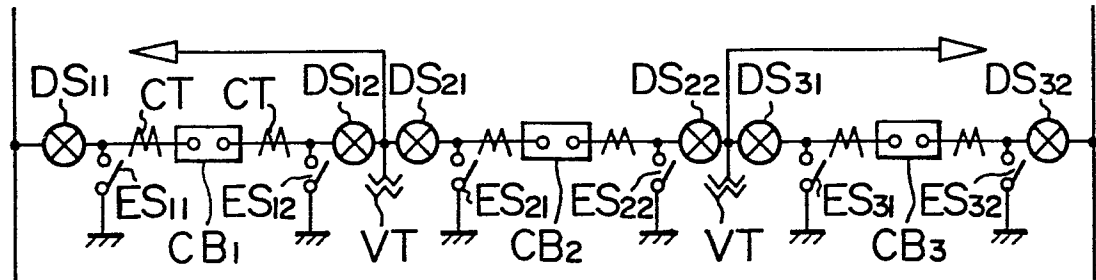 DS11 CT CT DS12 DS21 DS22 DS31 DS32
ES11 ES12 ES21 ES22 ES31 ES32
CB1 VT CB2 VT CB3